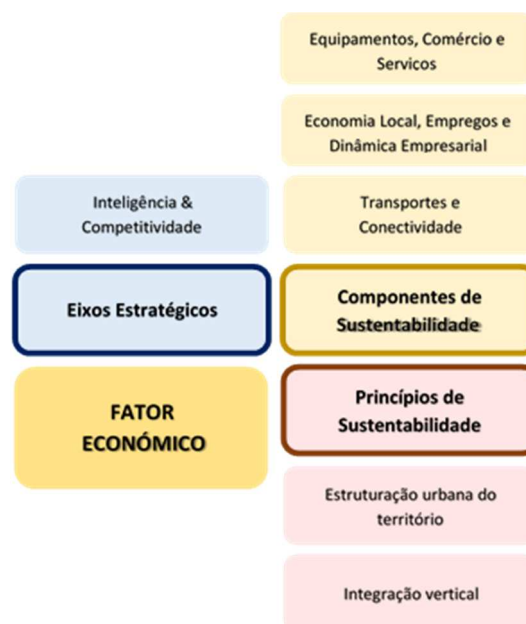 Equipamentos, Comércio e
Servicos
Economia Local, Empregos e
Dinâmica Empresarial
Inteligência &
Competitividade
Transportes e
Conectividade
Eixos Estratégicos
Componentes de
Sustentabilidade
FATOR
ECONÓMICO
Princípios de
Sustentabilidade
Estruturação urbana do
território
Integração vertical